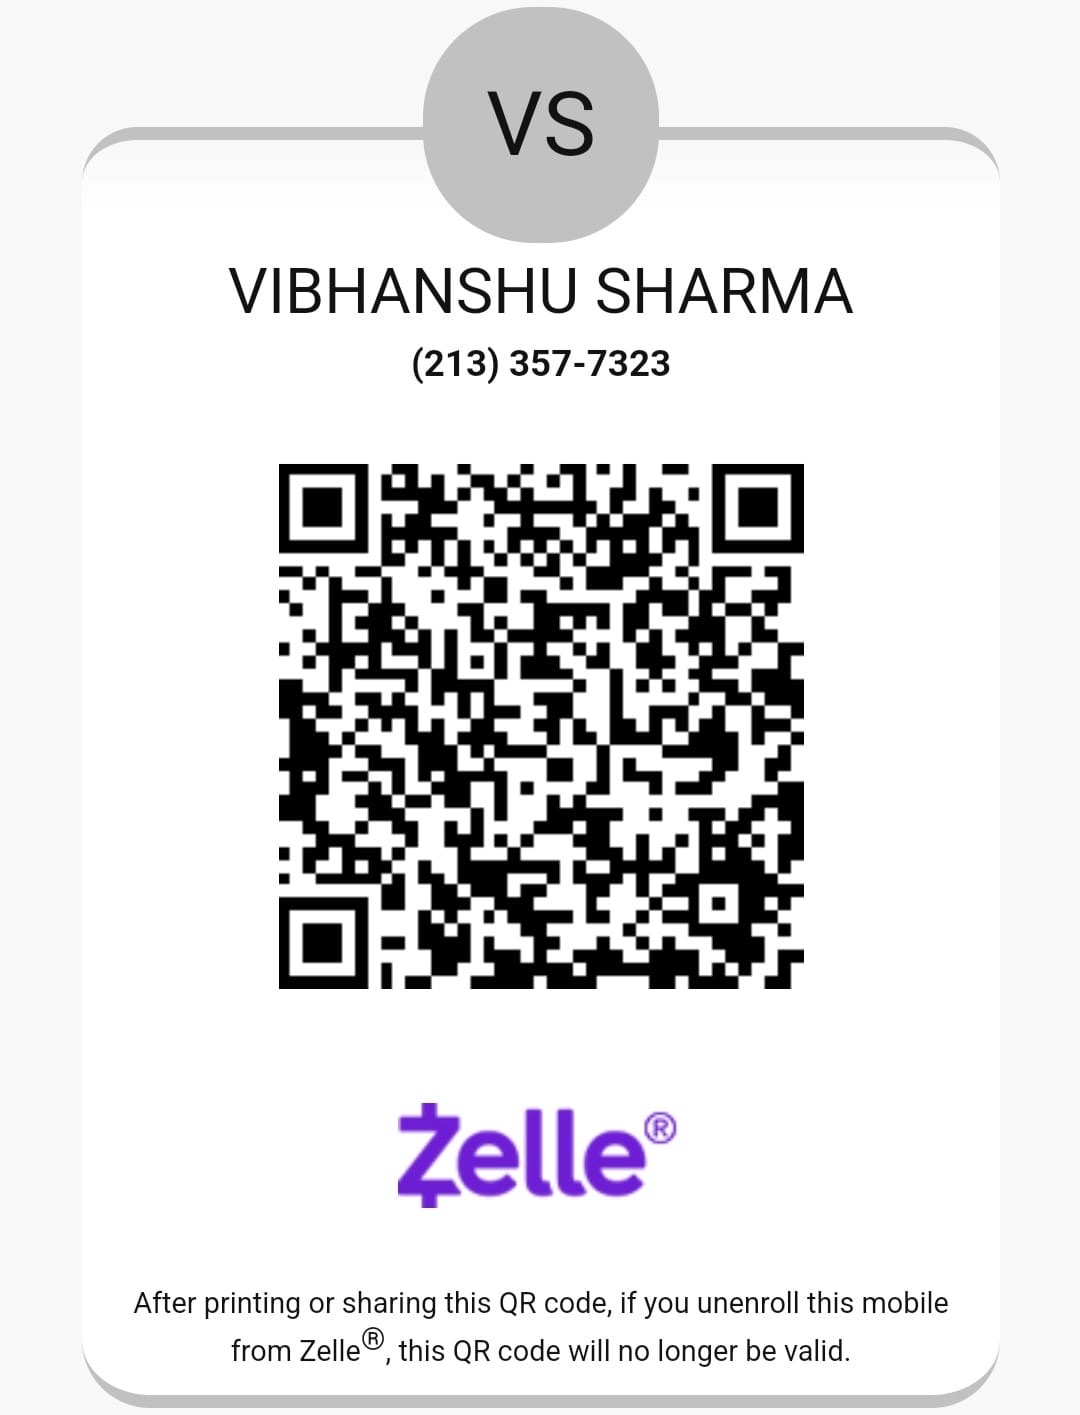 VS
VIBHANSHU SHARMA
(213) 357-7323
Zelle®
After printing or sharing this QR code, if you unenroll this mobile
from Zelle®, this QR code will no longer be valid.